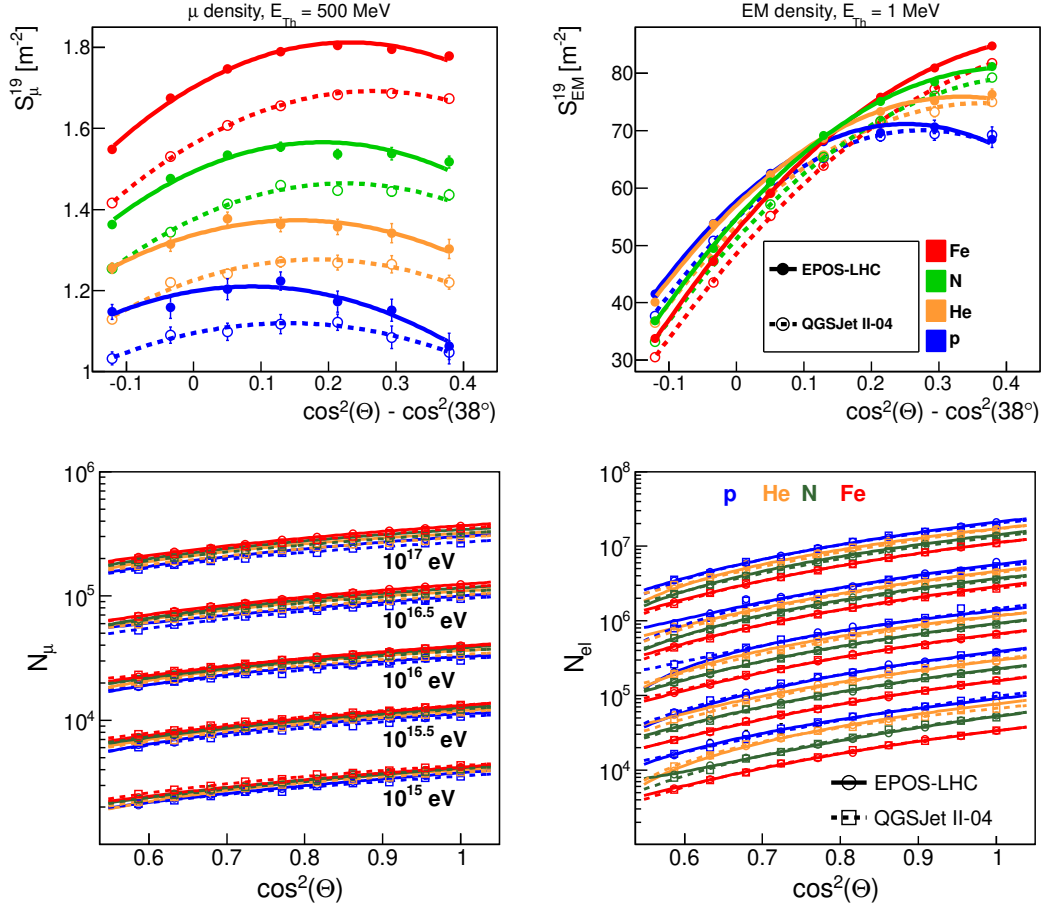 μ density, E_Th = 500 MeV
S_μ^19 [m^-2]
1.8
1.6
1.4
1.2
1
-0.1 0 0.1 0.2 0.3 0.4
cos²(Θ) - cos²(38°)
EM density, E_Th = 1 MeV
S_EM^19 [m^-2]
80
70
60
50
40
30
EPOS-LHC
QGSJet II-04
Fe
N
He
p
-0.1 0 0.1 0.2 0.3 0.4
cos²(Θ) - cos²(38°)
N_μ
10^6
10^5
10^4
10^17 eV
10^16.5 eV
10^16 eV
10^15.5 eV
10^15 eV
0.6 0.7 0.8 0.9 1
cos²(Θ)
N_el
10^8
10^7
10^6
10^5
10^4
p He N Fe
EPOS-LHC
QGSJet II-04
0.6 0.7 0.8 0.9 1
cos²(Θ)